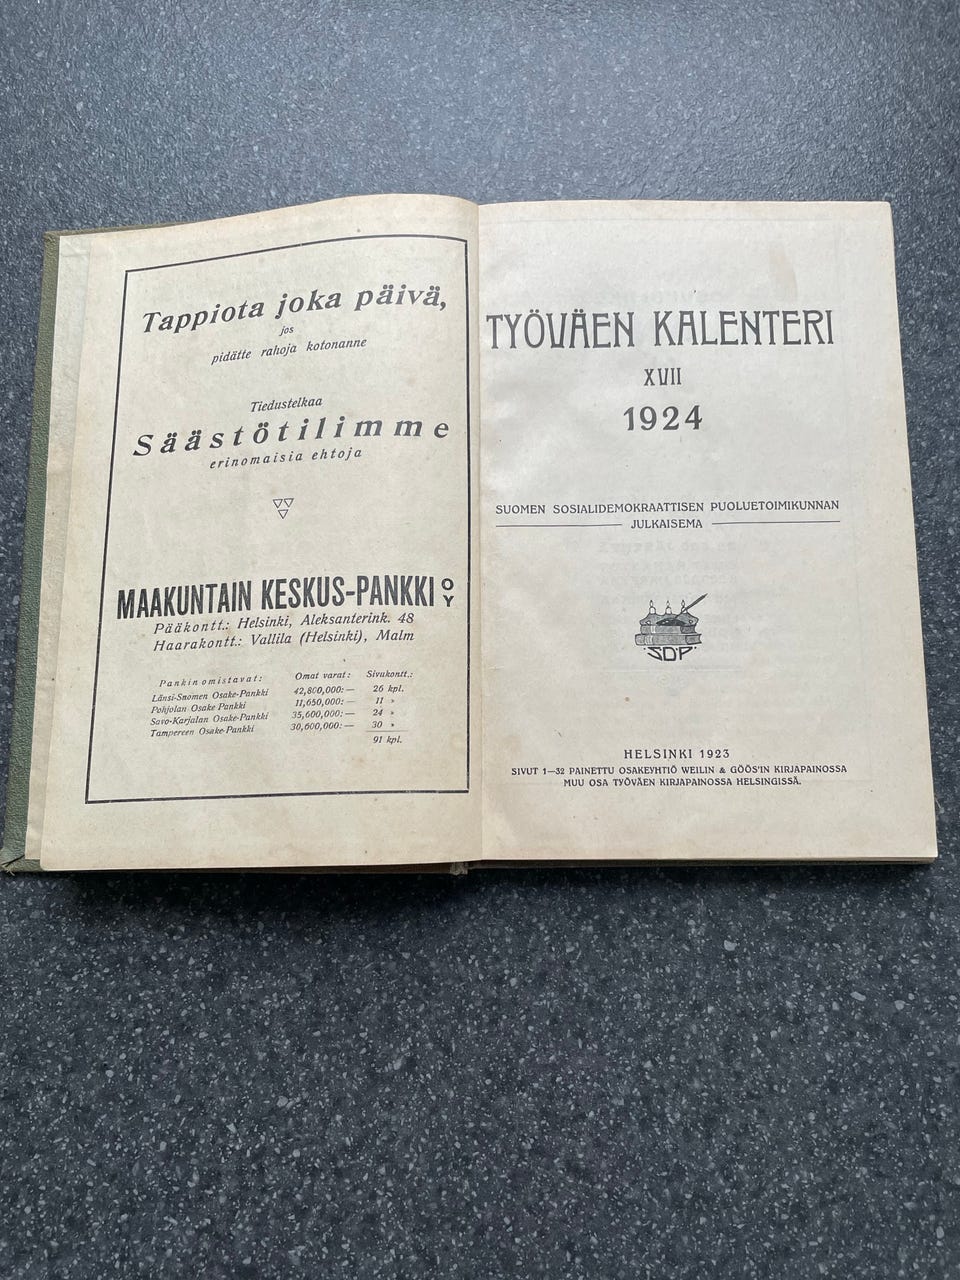 Tappiota joka päivä,
jos
pidätte rahoja kotonanne
Tiedustelkaa
Säästötilimme
erinomaisia ehtoja
MAAKUNTAIN KESKUS-PANKKI OY
Pääkontt.: Helsinki, Aleksanterink. 48
Haarakontt.: Vallila (Helsinki), Malm
Pankin omistavat: Omat varat: Sivukontt.:
Länsi-Suomen Osake-Pankki 42,800,000:— 26 kpl.
Pohjolan Osake Pankki 11,650,000:— 11 »
Savo-Karjalan Osake-Pankki 35,600,000:— 24 »
Tampereen Osake-Pankki 30,600,000:— 30 »
91 kpl.
TYÖVÄEN KALENTERI
XVII
1924
SUOMEN SOSIALIDEMOKRAATTISEN PUOLUETOIMIKUNNAN
JULKAISEMA
·SDP·
HELSINKI 1923
SIVUT 1—32 PAINETTU OSAKEYHTIÖ WEILIN & GÖÖS'IN KIRJAPAINOSSA
MUU OSA TYÖVÄEN KIRJAPAINOSSA HELSINGISSÄ.